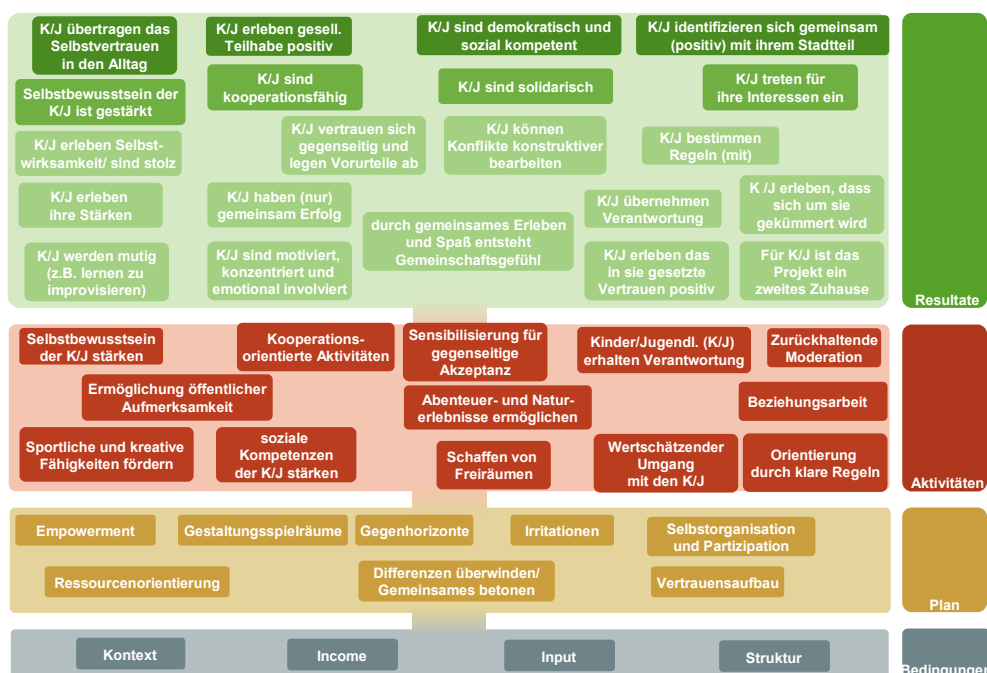 K/J übertragen das
Selbstvertrauen
in den Alltag
K/J erleben gesell.
Teilhabe positiv
K/J sind demokratisch und
sozial kompetent
K/J identifizieren sich gemeinsam
(positiv) mit ihrem Stadtteil
Selbstbewusstsein der
K/J ist gestärkt
K/J sind
kooperationsfähig
K/J sind solidarisch
K/J treten für
ihre Interessen ein
K/J erleben Selbst-
wirksamkeit/ sind stolz
K/J vertrauen sich
gegenseitig und
legen Vorurteile ab
K/J können
Konflikte konstruktiver
bearbeiten
K/J bestimmen
Regeln (mit)
K/J erleben
ihre Stärken
K/J haben (nur)
gemeinsam Erfolg
durch gemeinsames Erleben
und Spaß entsteht
Gemeinschaftsgefühl
K/J übernehmen
Verantwortung
K /J erleben, dass
sich um sie
gekümmert wird
K/J werden mutig
(z.B. lernen zu
improvisieren)
K/J sind motiviert,
konzentriert und
emotional involviert
K/J erleben das
in sie gesetzte
Vertrauen positiv
Für K/J ist das
Projekt ein
zweites Zuhause
Resultate
Selbstbewusstsein
der K/J stärken
Kooperations-
orientierte Aktivitäten
Sensibilisierung für
gegenseitige
Akzeptanz
Kinder/Jugendl. (K/J)
erhalten Verantwortung
Zurückhaltende
Moderation
Ermöglichung öffentlicher
Aufmerksamkeit
Abenteuer- und Natur-
erlebnisse ermöglichen
Beziehungsarbeit
Sportliche und kreative
Fähigkeiten fördern
soziale
Kompetenzen
der K/J stärken
Schaffen von
Freiräumen
Wertschätzender
Umgang
mit den K/J
Orientierung
durch klare Regeln
Aktivitäten
Empowerment
Gestaltungsspielräume
Gegenhorizonte
Irritationen
Selbstorganisation
und Partizipation
Ressourcenorientierung
Differenzen überwinden/
Gemeinsames betonen
Vertrauensaufbau
Plan
Kontext
Income
Input
Struktur
Bedingungen